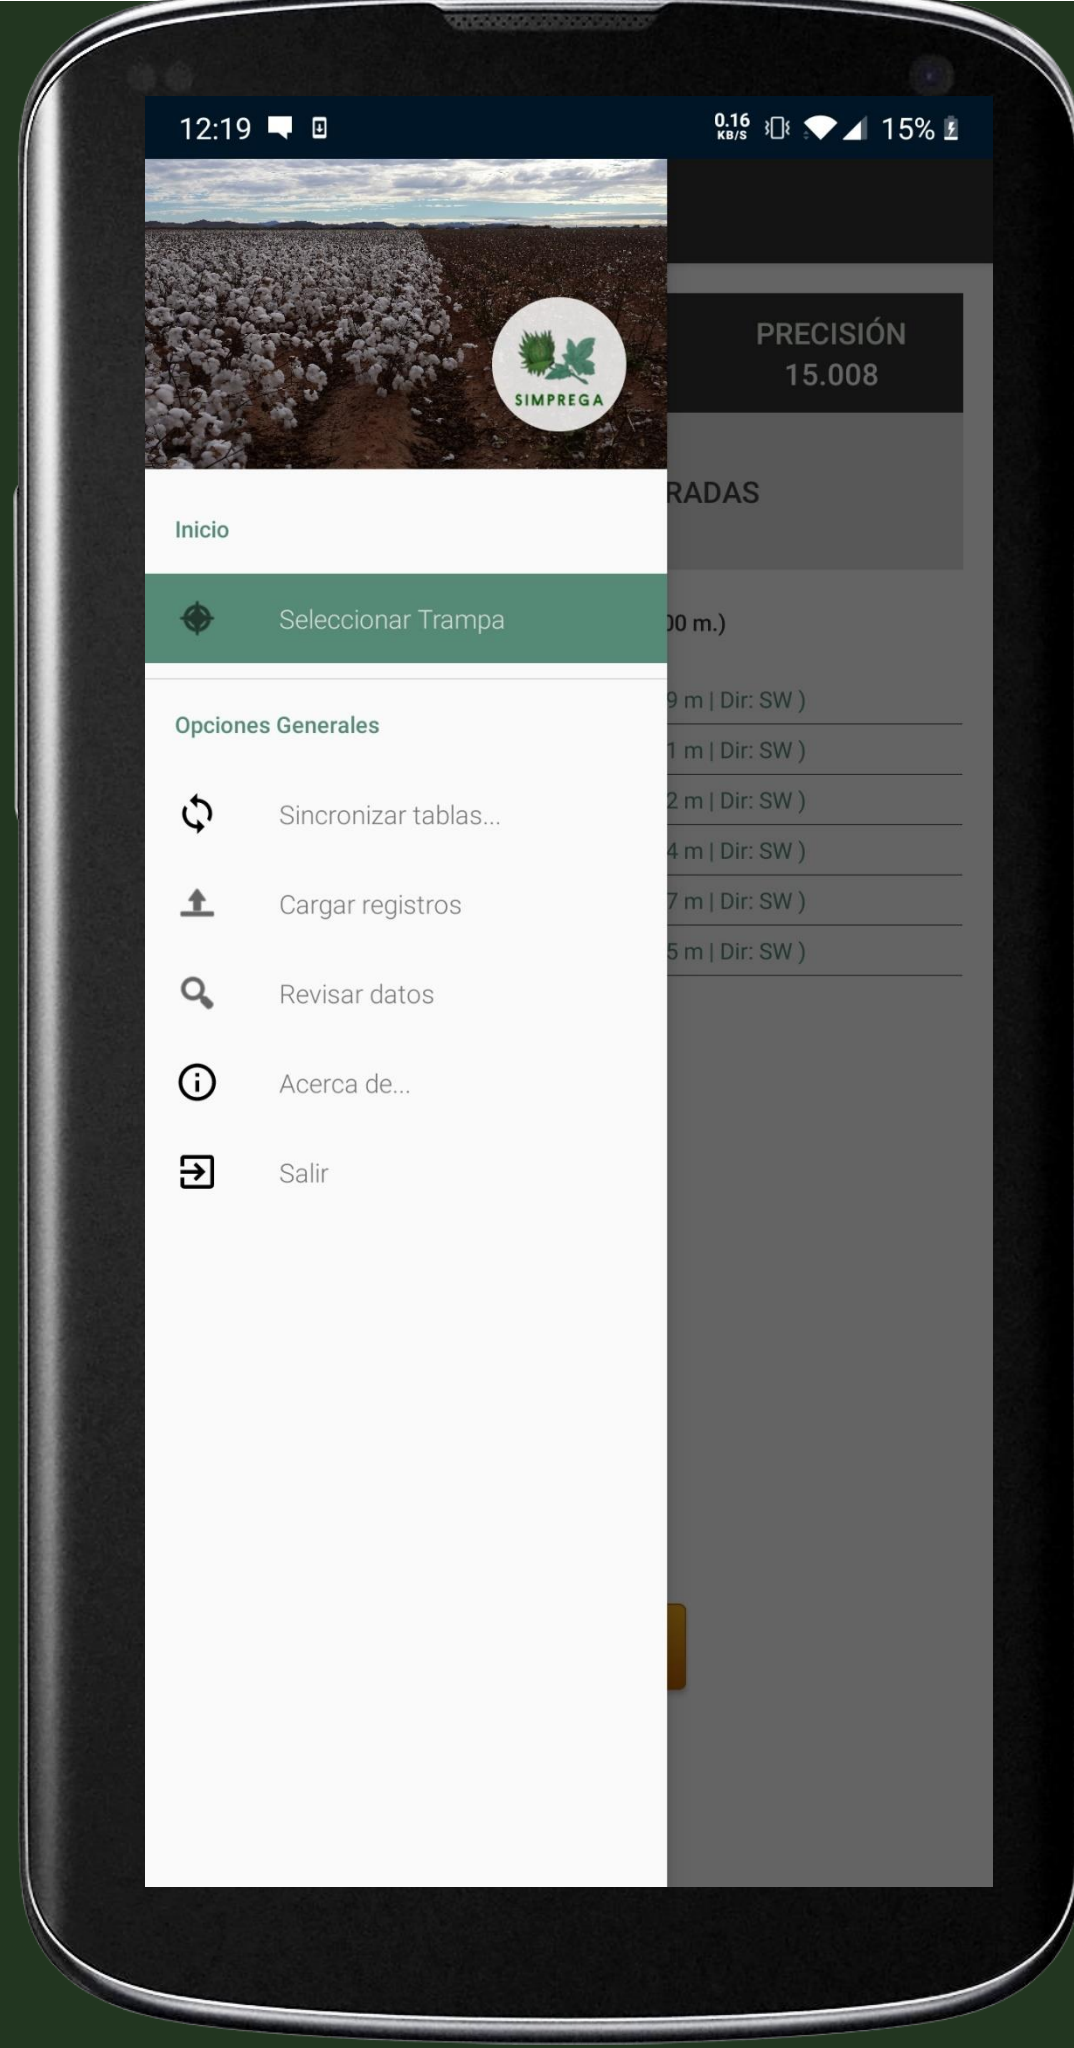 12:19
0.16
KB/S
15%
SIMPREGA
PRECISIÓN
15.008
RADAS
Inicio
Seleccionar Trampa
00 m.)
Opciones Generales
9 m | Dir: SW )
1 m | Dir: SW )
2 m | Dir: SW )
4 m | Dir: SW )
7 m | Dir: SW )
5 m | Dir: SW )
Sincronizar tablas...
Cargar registros
Revisar datos
Acerca de...
Salir